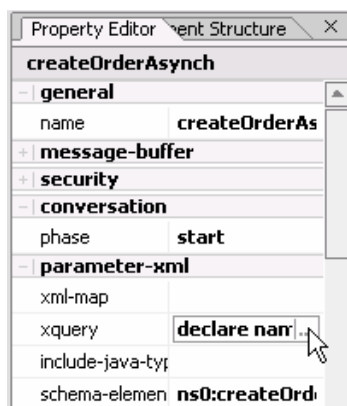 Property Editor ent Structure
createOrderAsynch
general
name createOrderAs
message-buffer
security
conversation
phase start
parameter-xml
xml-map
xquery declare nam ...
include-java-typ
schema-elemen ns0:createOrd